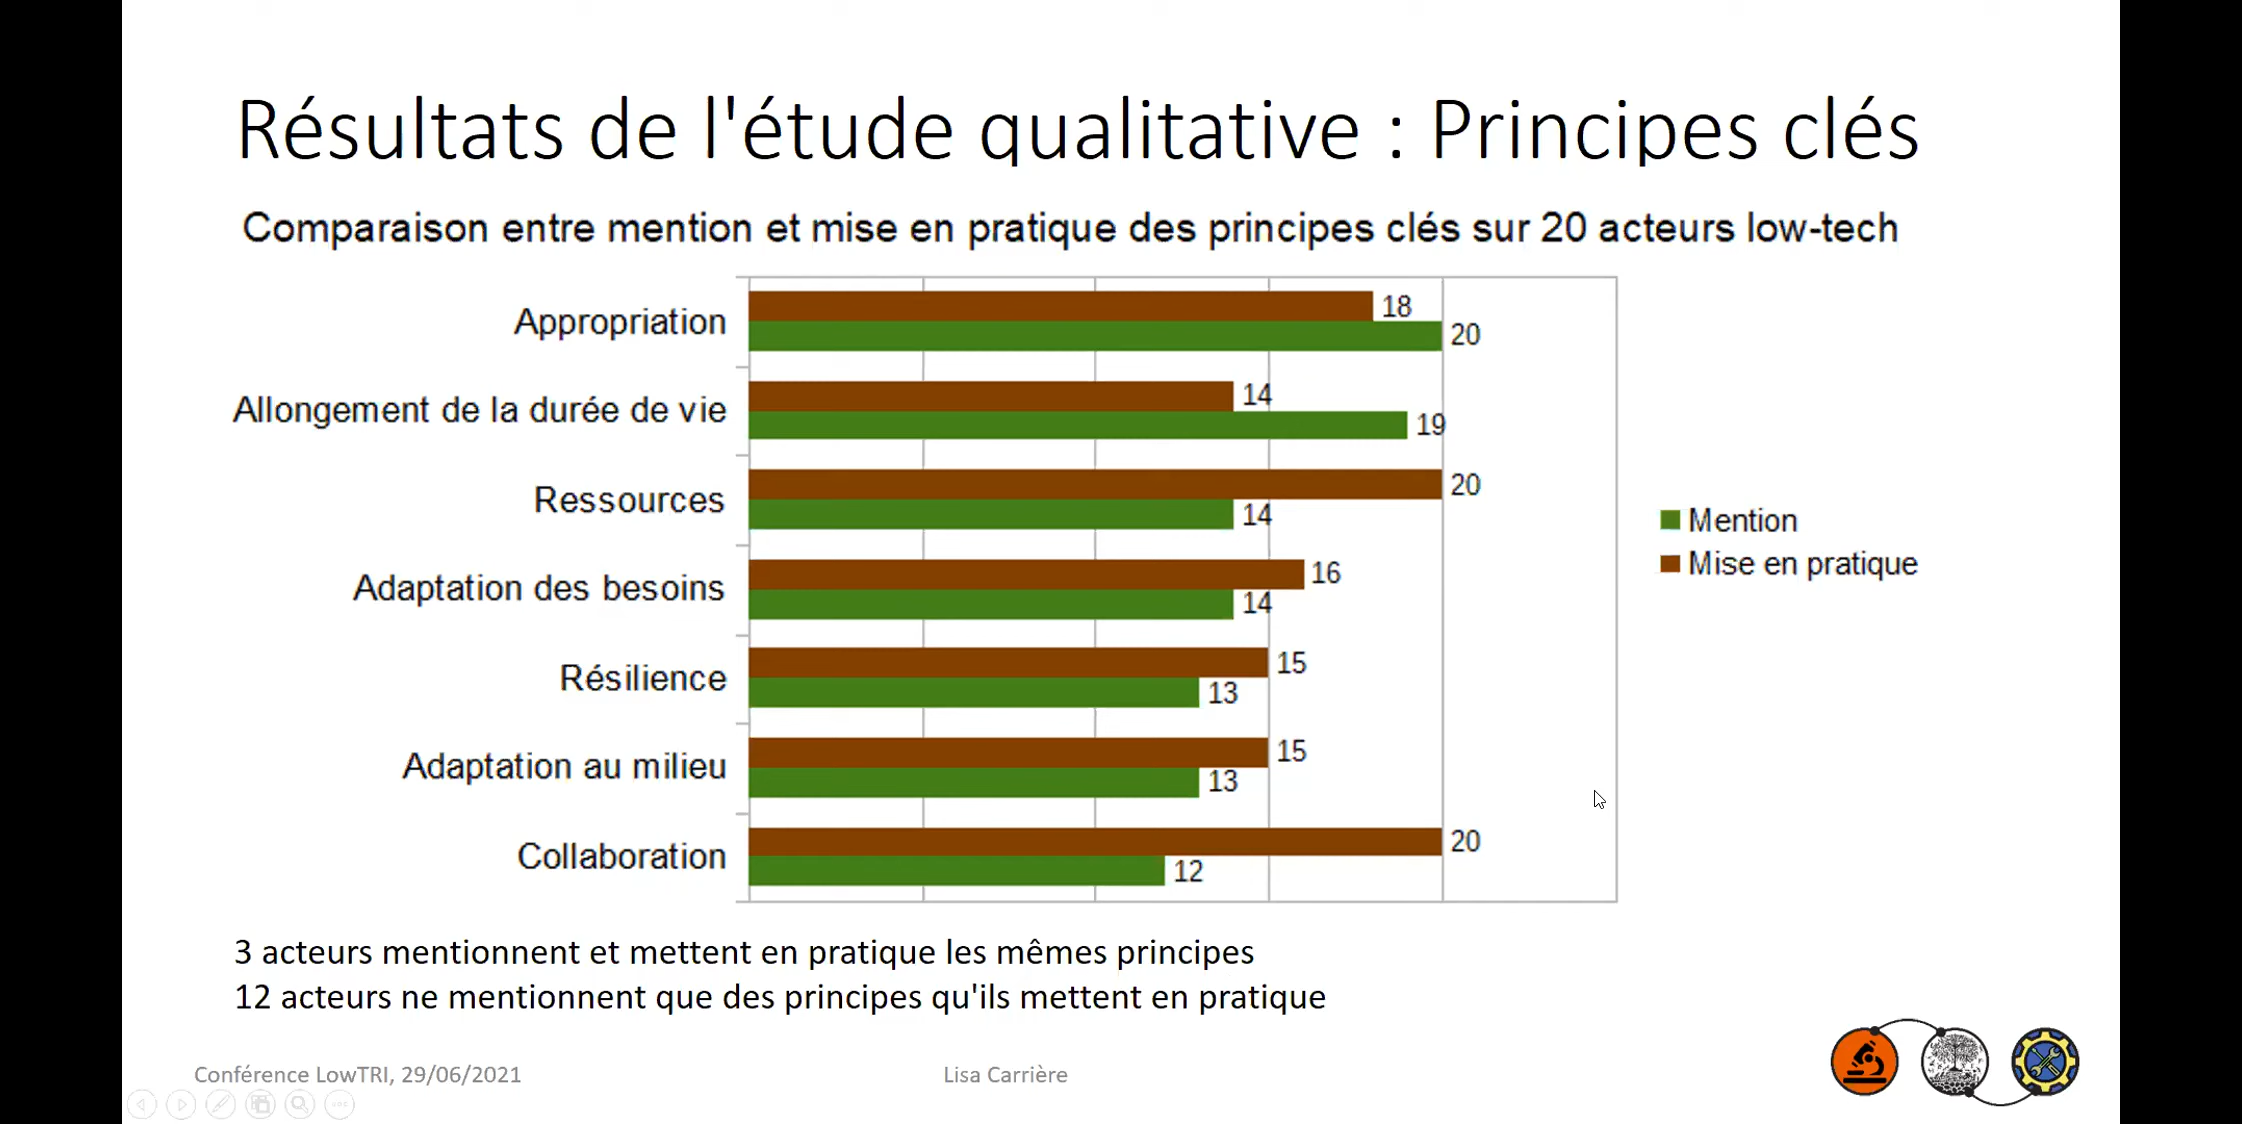 Résultats de l'étude qualitative : Principes clés
Comparaison entre mention et mise en pratique des principes clés sur 20 acteurs low-tech
Appropriation
18
20
Allongement de la durée de vie
14
19
Ressources
20
14
Adaptation des besoins
16
14
Résilience
15
13
Adaptation au milieu
15
13
Collaboration
20
12
Mention
Mise en pratique
3 acteurs mentionnent et mettent en pratique les mêmes principes
12 acteurs ne mentionnent que des principes qu'ils mettent en pratique
Conférence LowTRI, 29/06/2021
Lisa Carrière